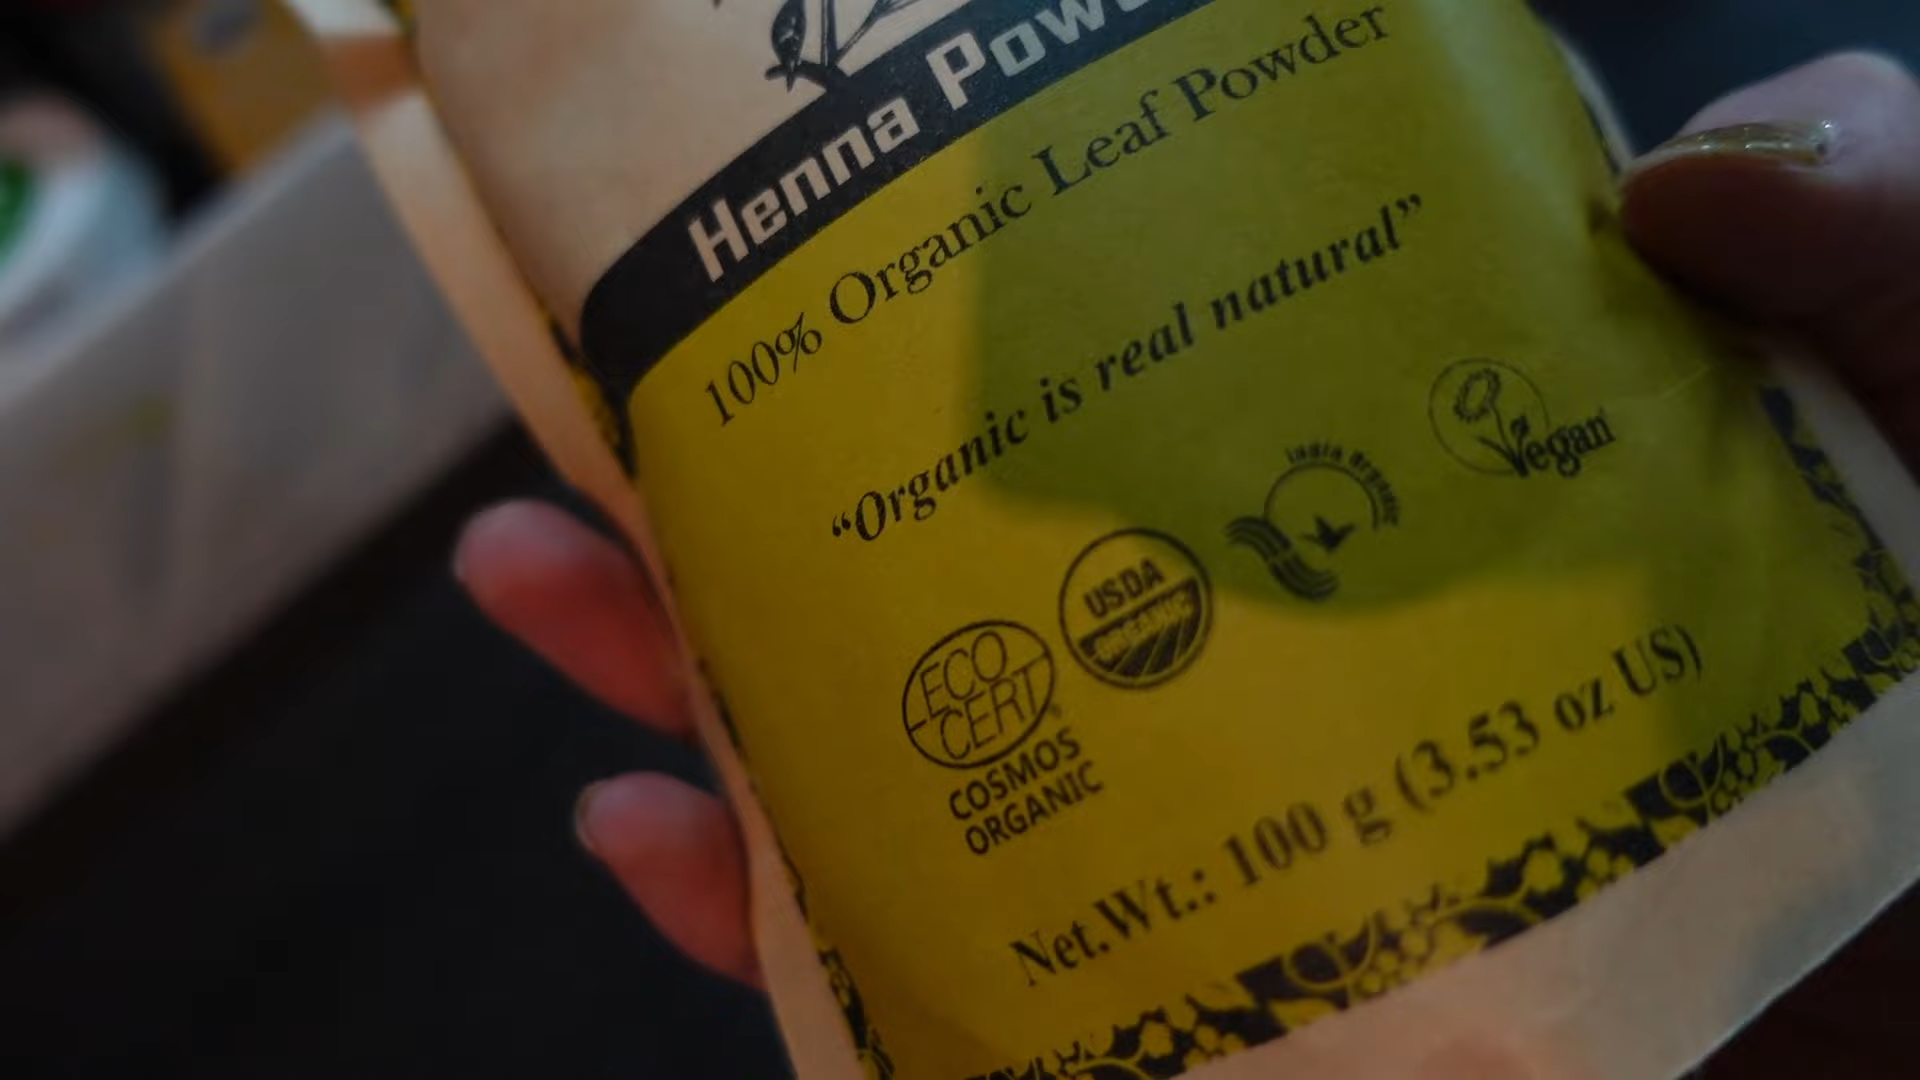 Henna Powe
100% Organic Leaf Powder
“Organic is real natural”
Vegan
India Organic
USDA
ORGANIC
ECO
CERT
COSMOS
ORGANIC
Net.Wt.: 100 g (3.53 oz US)